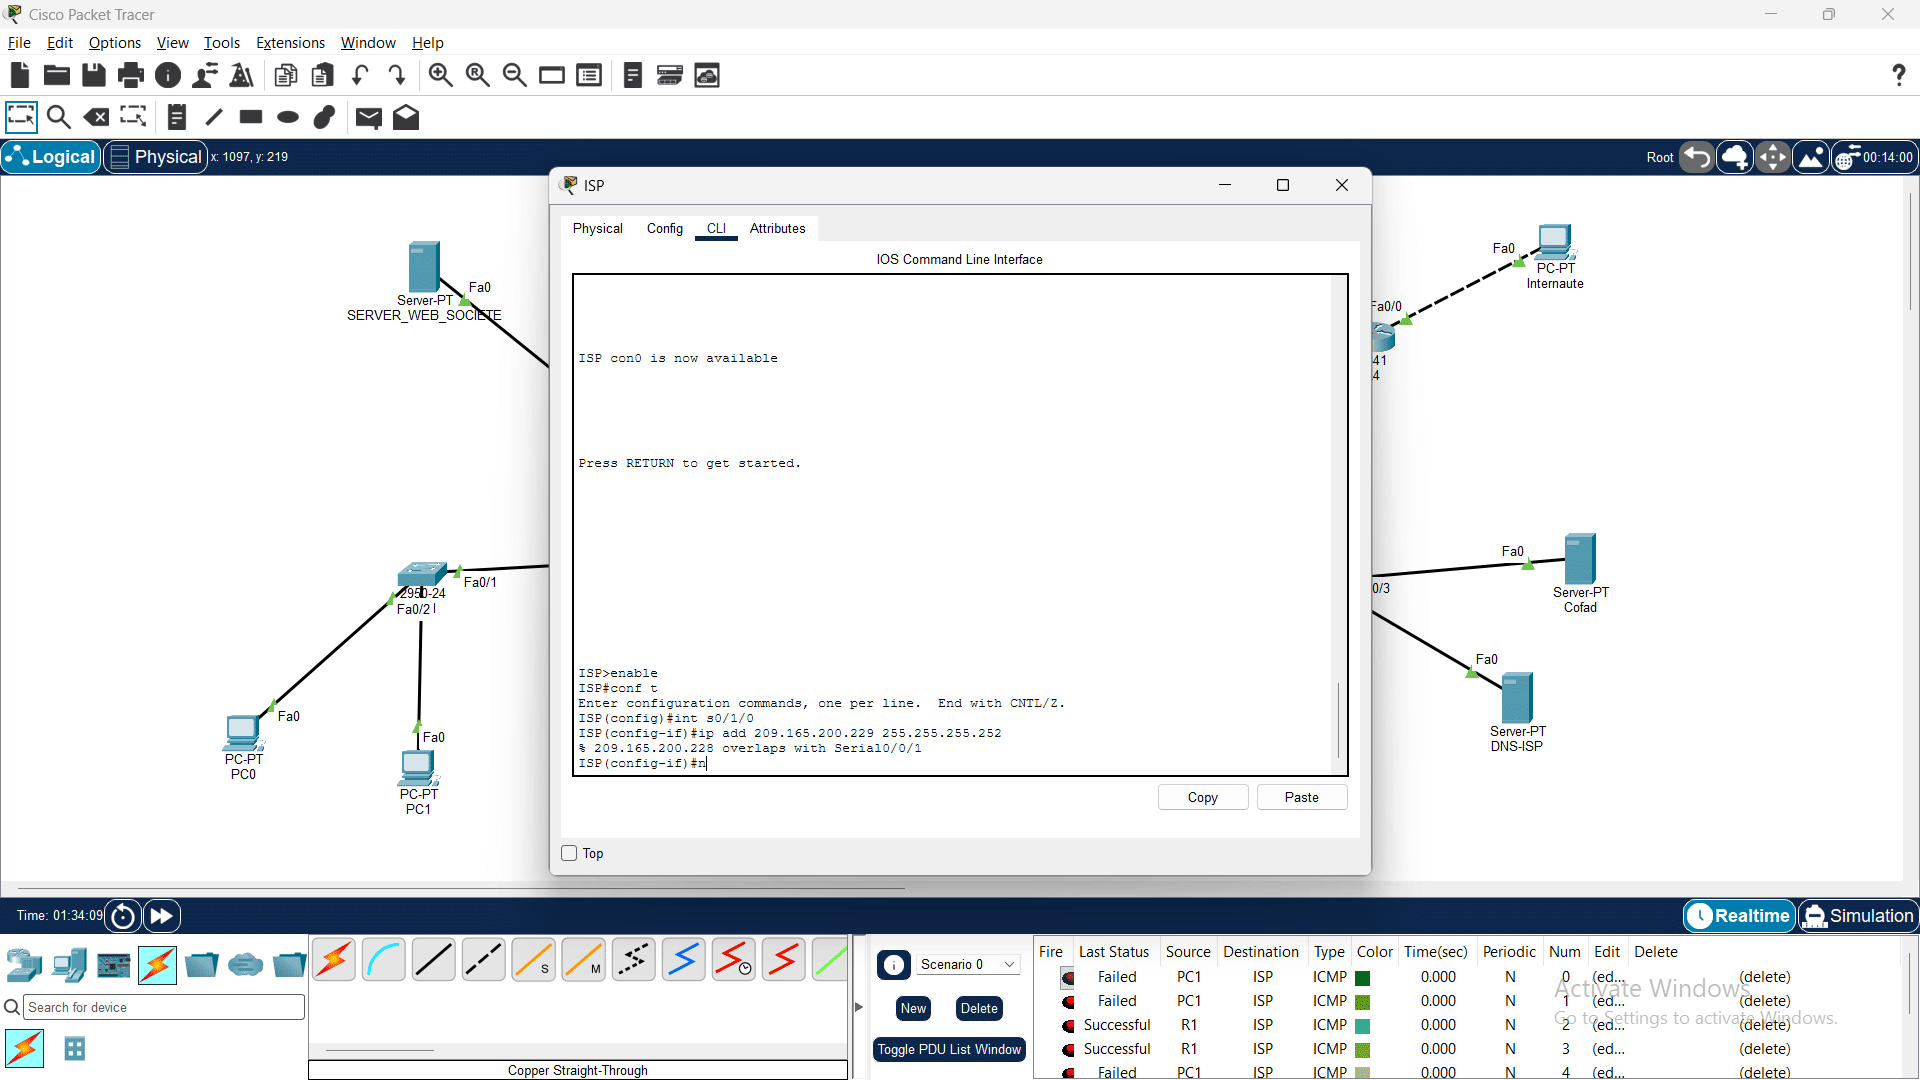 Cisco Packet Tracer
File Edit Options View Tools Extensions Window Help
Logical Physical x: 1097, y: 219
Root 00:14:00
ISP
Physical Config CLI Attributes
IOS Command Line Interface
ISP con0 is now available
Press RETURN to get started.
ISP>enable
ISP#conf t
Enter configuration commands, one per line. End with CNTL/Z.
ISP(config)#int s0/1/0
ISP(config-if)#ip add 209.165.200.229 255.255.255.252
% 209.165.200.228 overlaps with Serial0/0/1
ISP(config-if)#n
Copy Paste
Top
Fa0
Server-PT
SERVER_WEB_SOCIETE
Fa0/1
2950-24
Fa0/2
Fa0
PC-PT
PC0
Fa0
PC-PT
PC1
Fa0
PC-PT
Internaute
Fa0/0
41
4
Fa0
Server-PT
Cofad
0/3
Fa0
Server-PT
DNS-ISP
Time: 01:34:09
Realtime Simulation
Search for device
S M
Copper Straight-Through
Scenario 0
New Delete
Toggle PDU List Window
Fire Last Status Source Destination Type Color Time(sec) Periodic Num Edit Delete
Failed PC1 ISP ICMP 0.000 N 0 (ed... (delete)
Failed PC1 ISP ICMP 0.000 N 1 (ed... (delete)
Successful R1 ISP ICMP 0.000 N 2 (ed... (delete)
Successful R1 ISP ICMP 0.000 N 3 (ed... (delete)
Failed PC1 ISP ICMP 0.000 N 4 (ed... (delete)
Activate Windows
Go to Settings to activate Windows.